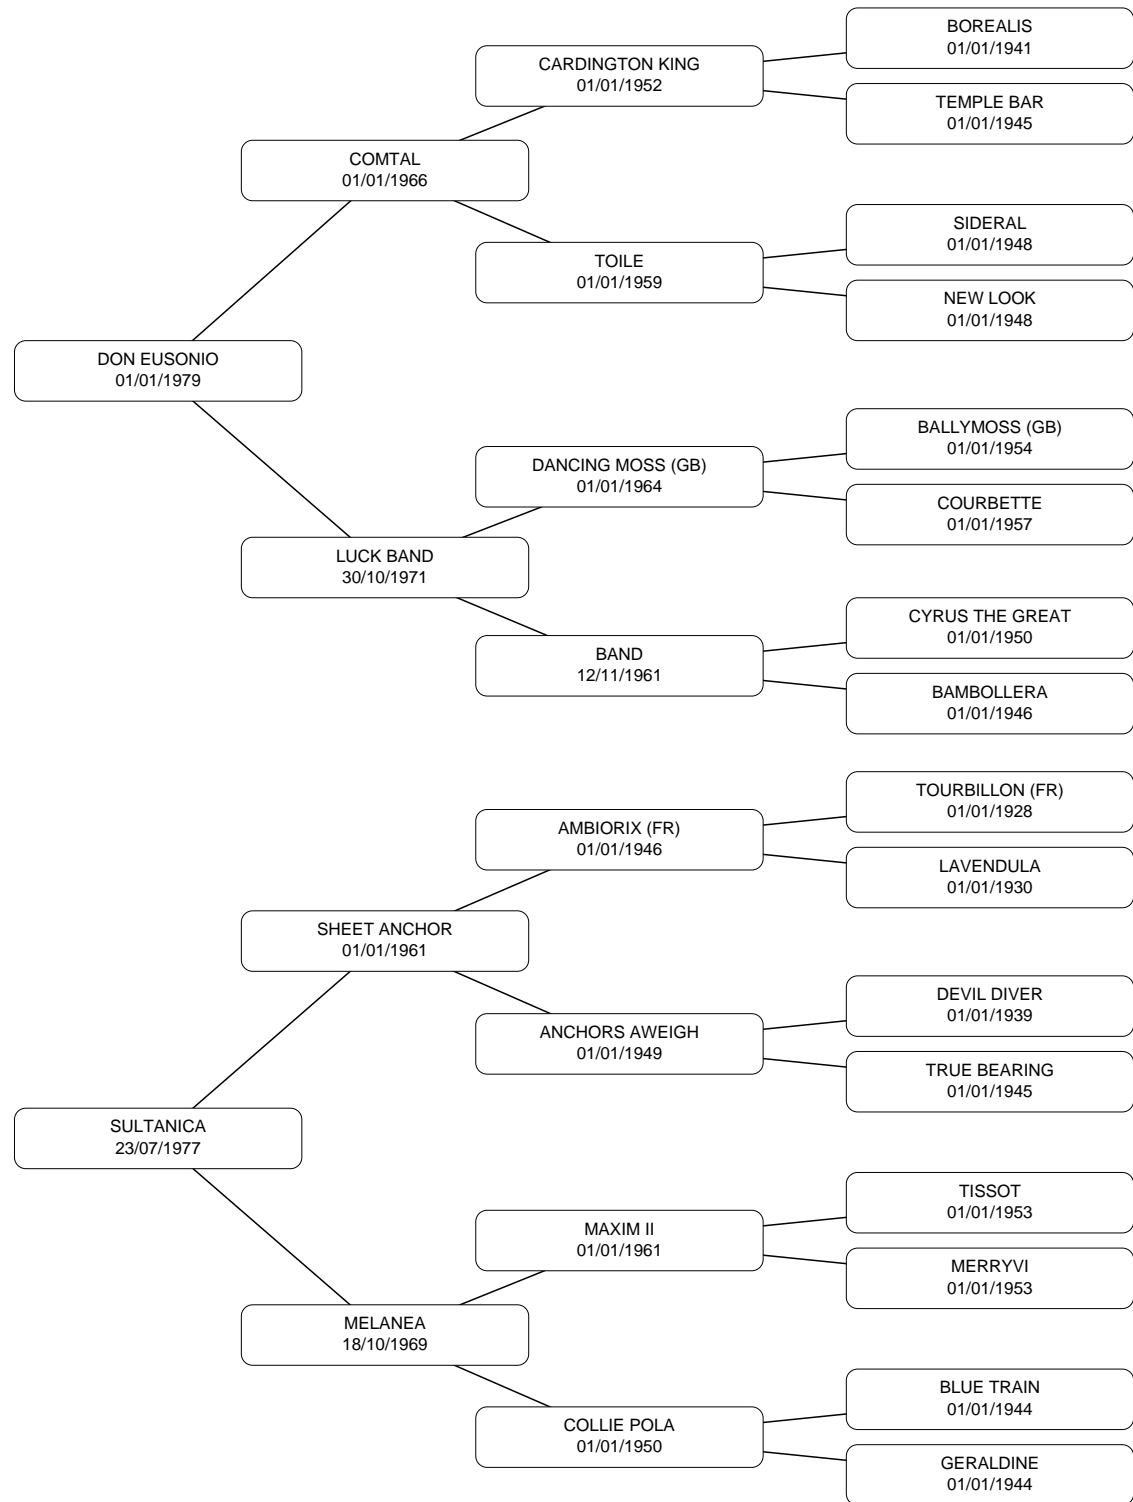 BOREALIS
01/01/1941
CARDINGTON KING
01/01/1952
TEMPLE BAR
01/01/1945
COMTAL
01/01/1966
SIDERAL
01/01/1948
TOILE
01/01/1959
NEW LOOK
01/01/1948
DON EUSONIO
01/01/1979
BALLYMOSS (GB)
01/01/1954
DANCING MOSS (GB)
01/01/1964
COURBETTE
01/01/1957
LUCK BAND
30/10/1971
CYRUS THE GREAT
01/01/1950
BAND
12/11/1961
BAMBOLLERA
01/01/1946
TOURBILLON (FR)
01/01/1928
AMBIORIX (FR)
01/01/1946
LAVENDULA
01/01/1930
SHEET ANCHOR
01/01/1961
DEVIL DIVER
01/01/1939
ANCHORS AWEIGH
01/01/1949
TRUE BEARING
01/01/1945
SULTANICA
23/07/1977
TISSOT
01/01/1953
MAXIM II
01/01/1961
MERRYVI
01/01/1953
MELANEA
18/10/1969
BLUE TRAIN
01/01/1944
COLLIE POLA
01/01/1950
GERALDINE
01/01/1944